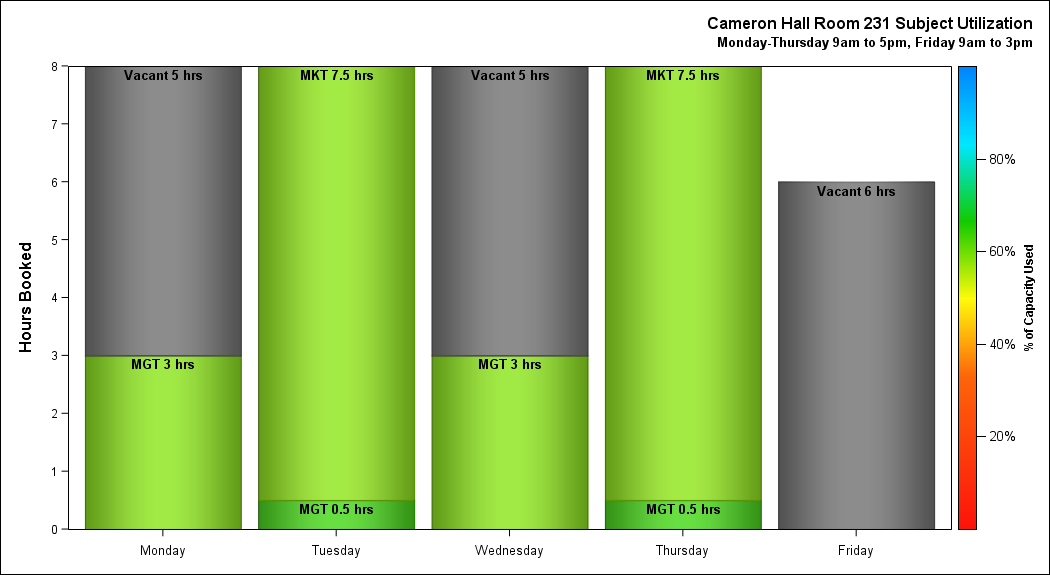 Cameron Hall Room 231 Subject Utilization
Monday-Thursday 9am to 5pm, Friday 9am to 3pm
Hours Booked
8
7
6
5
4
3
2
1
0
Vacant 5 hrs
MGT 3 hrs
MKT 7.5 hrs
MGT 0.5 hrs
Vacant 5 hrs
MGT 3 hrs
MKT 7.5 hrs
MGT 0.5 hrs
Vacant 6 hrs
Monday
Tuesday
Wednesday
Thursday
Friday
80%
60%
40%
20%
% of Capacity Used